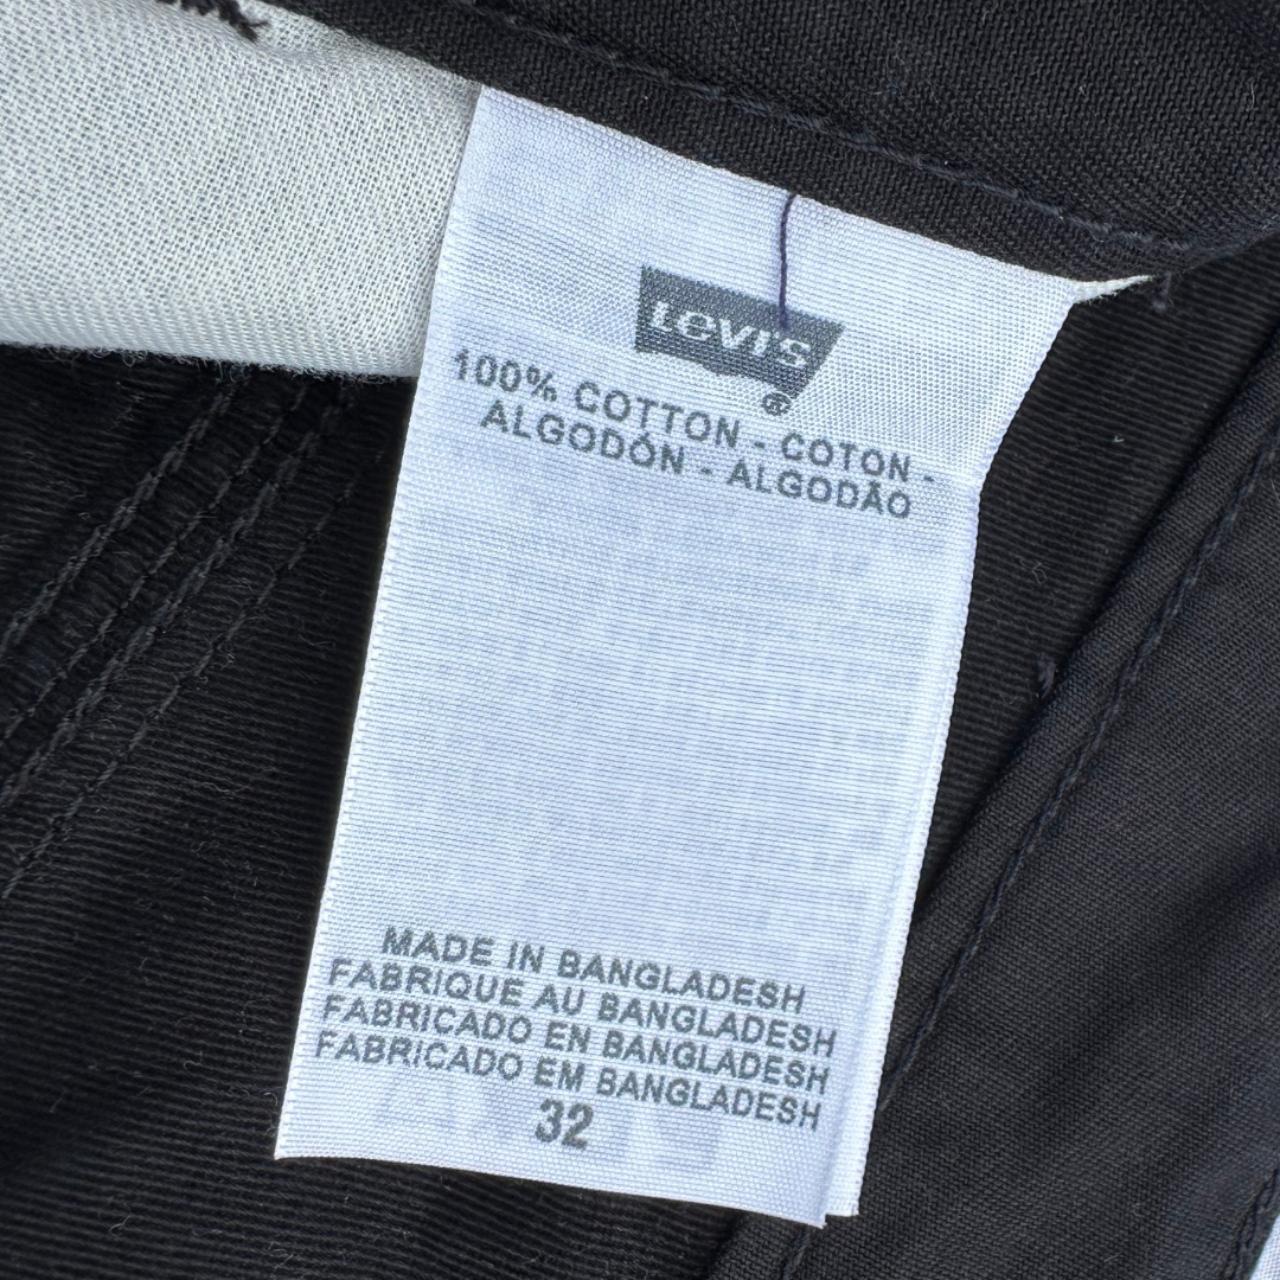 Levi's
®
100% COTTON - COTON -
ALGODÓN - ALGODÃO
MADE IN BANGLADESH
FABRIQUE AU BANGLADESH
FABRICADO EN BANGLADESH
FABRICADO EM BANGLADESH
32